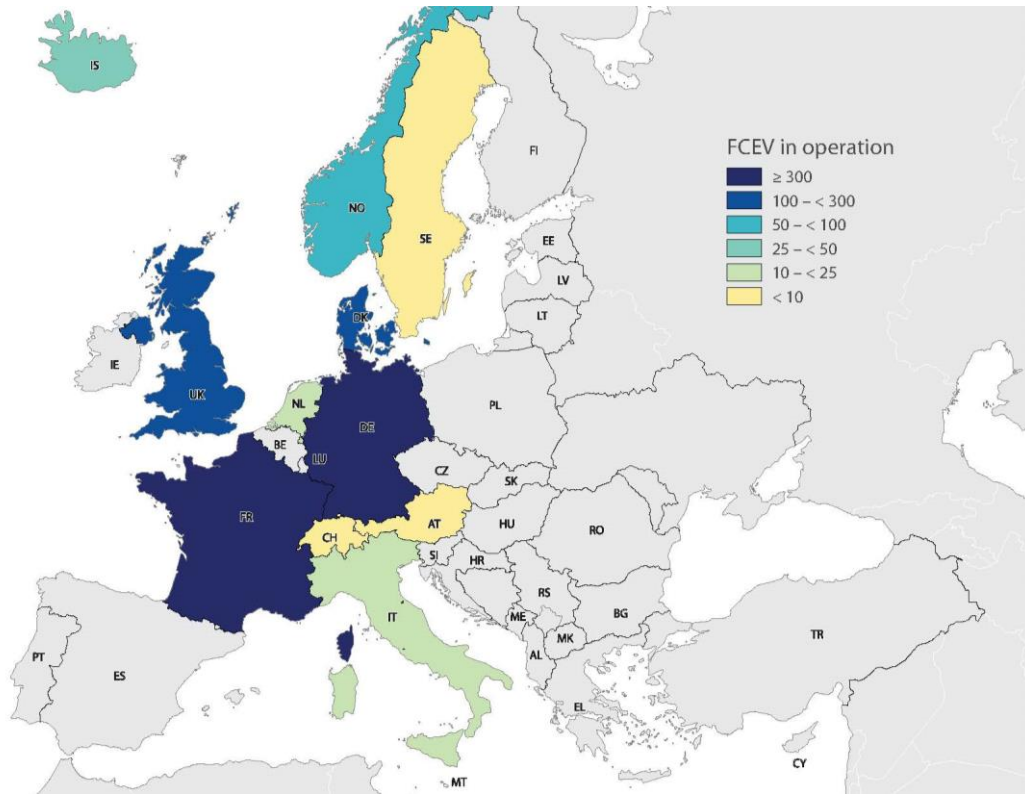 IS
FCEV in operation
≥ 300
100 – < 300
50 – < 100
25 – < 50
10 – < 25
< 10
FI
NO
SE
EE
LV
LT
DK
IE
UK
NL
PL
BE
DE
LU
CZ
SK
FR
AT
HU
CH
RO
SI
HR
RS
IT
ME
BG
MK
TR
PT
AL
ES
EL
CY
MT